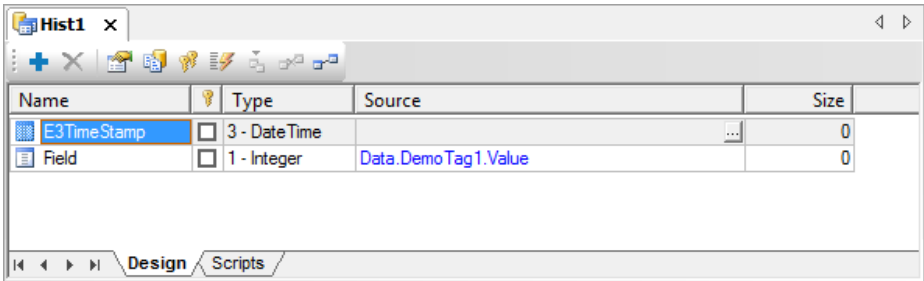 Hist1
Name Type Source Size
E3TimeStamp 3 - DateTime ... 0
Field 1 - Integer Data.DemoTag1.Value 0
Design Scripts